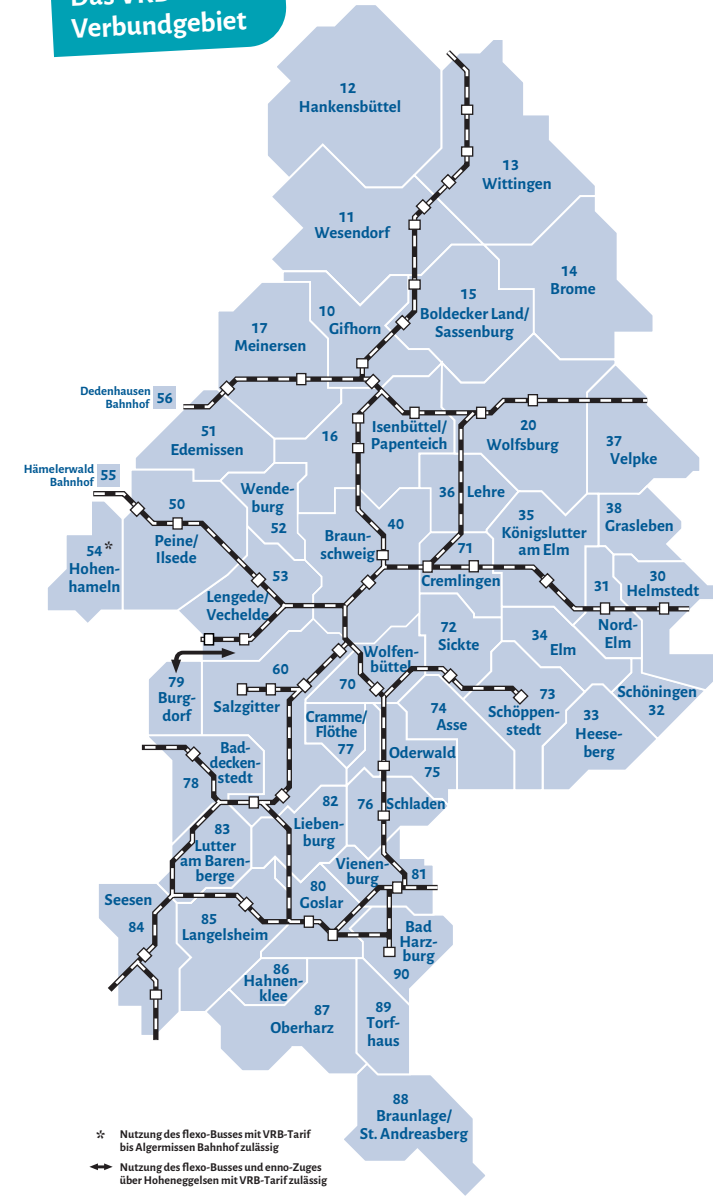 Das VRB-
Verbundgebiet
12
Hankensbüttel
13
Wittingen
11
Wesendorf
14
Brome
15
Boldecker Land/
Sassenburg
10
Gifhorn
17
Meinersen
Dedenhausen
Bahnhof
56
51
Edemissen
16
Isenbüttel/
Papenteich
20
Wolfsburg
37
Velpke
Hämelerwald
Bahnhof
55
50
Peine/
Ilsede
Wende-
burg
52
36
Lehre
38
Grasleben
35
Königslutter
am Elm
40
Braun-
schweig
54*
Hohen-
hameln
53
Lengede/
Vechelde
71
Cremlingen
31
Nord-
Elm
30
Helmstedt
72
Sickte
34
Elm
79
Burg-
dorf
60
Salzgitter
Wolfen-
büttel
70
73
Schöppen-
stedt
Schöningen
32
33
Heese-
berg
74
Asse
Cramme/
Flöthe
77
Oderwald
75
Bad-
decken-
stedt
78
76
Schladen
82
Lieben-
burg
83
Lutter
am Baren-
berge
Vienen-
burg
81
80
Goslar
Seesen
84
85
Langelsheim
Bad
Harz-
burg
90
86
Hahnen-
klee
87
Oberharz
89
Torf-
haus
88
Braunlage/
St. Andreasberg
* Nutzung des flexo-Busses mit VRB-Tarif
bis Algermissen Bahnhof zulässig
Nutzung des flexo-Busses und enno-Zuges
über Hoheneggelsen mit VRB-Tarif zulässig